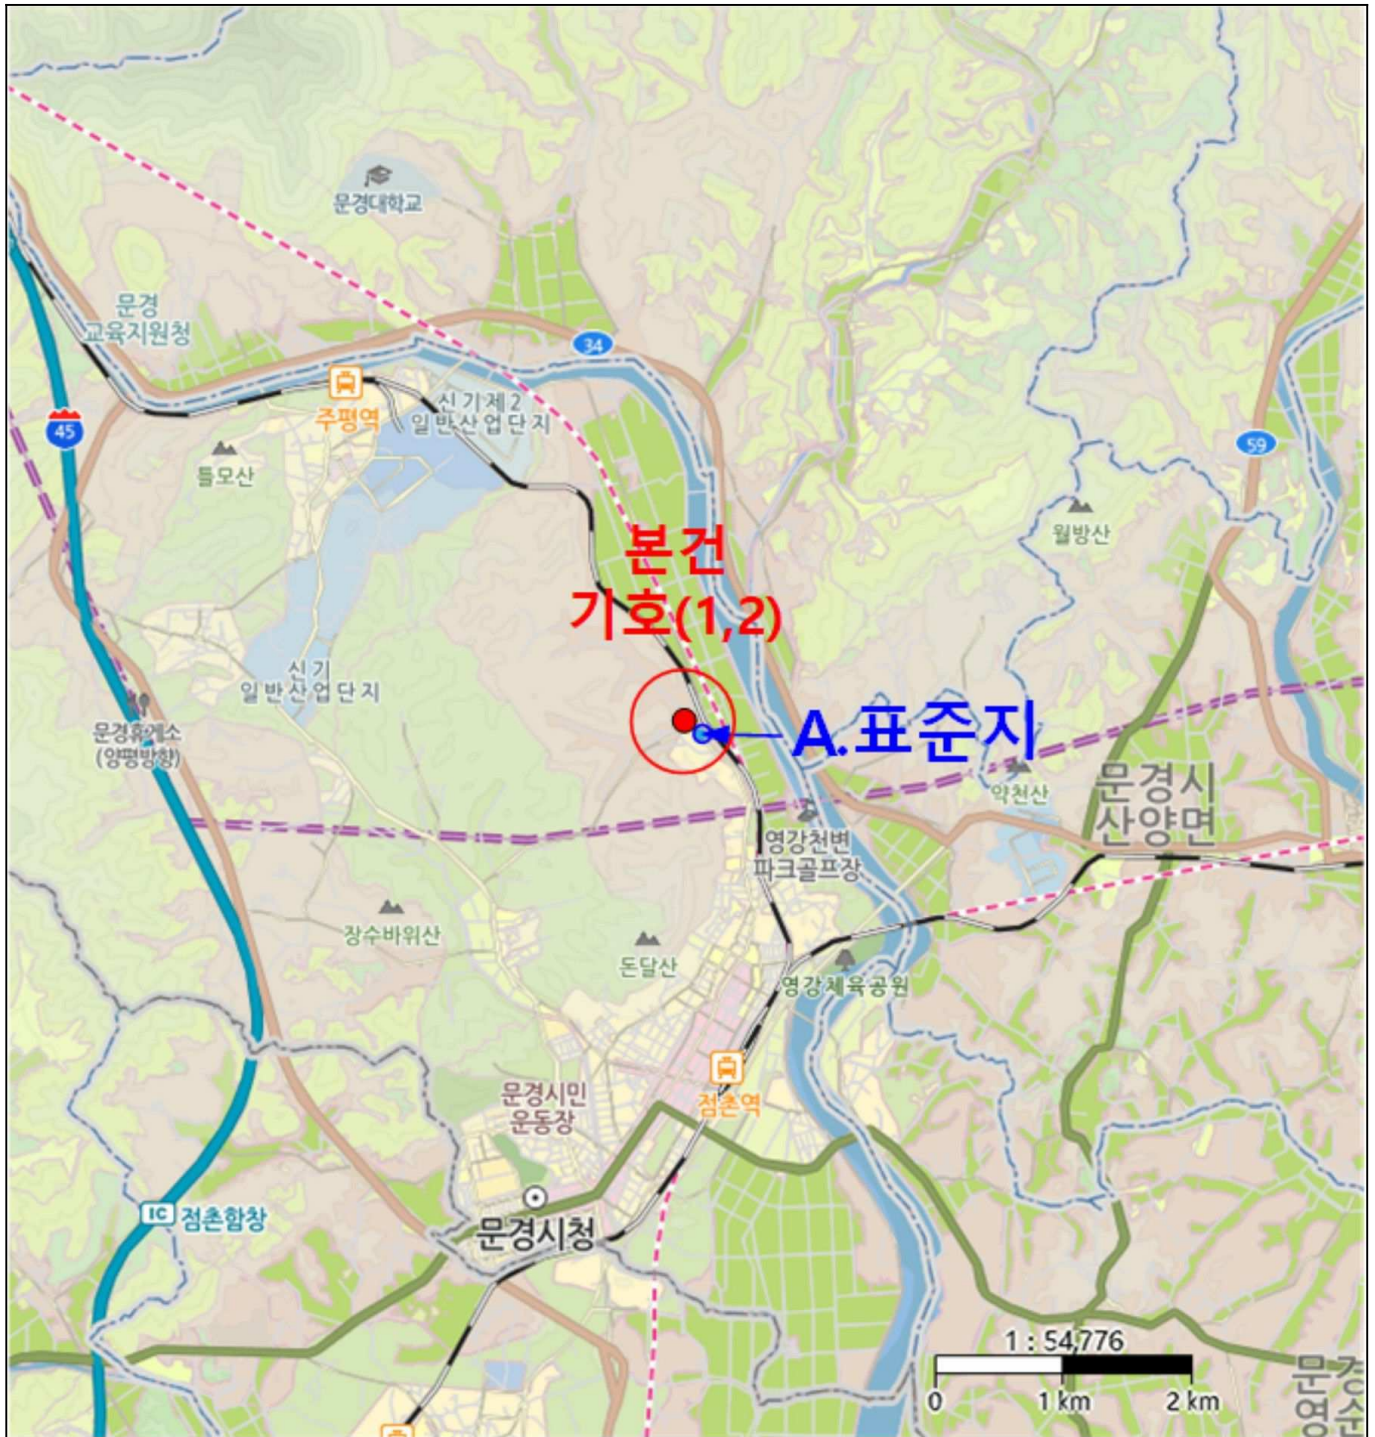 문경대학교
문경
교육지원청
34
주평역
신기제2
일반산업단지
45
59
틀모산
월방산
본건
기호(1,2)
신기
일반산업단지
문경휴게소
(양평방향)
A.표준지
약천산
문경시
산양면
영강천변
파크골프장
장수바위산
돈달산
영강체육공원
문경시민
운동장
점촌역
IC 점촌함창
문경시청
1 : 54,776
0 1 km 2 km
문경
영순